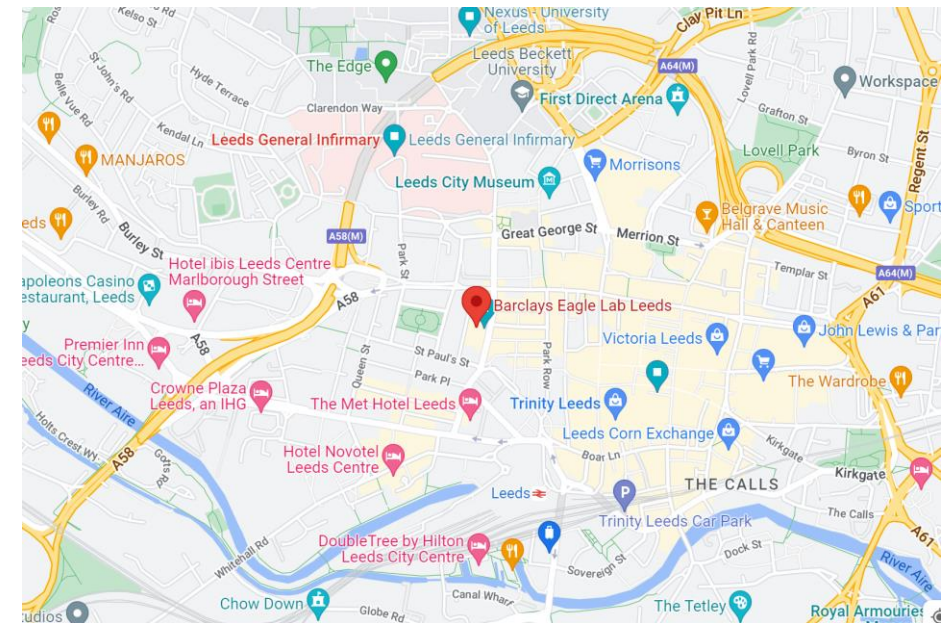 Nexus - University
of Leeds
Clay Pit Ln
St John's Rd
The Edge
Leeds Beckett
University
A64(M)
Lovell Park Rd
Belle Vue Rd
Hyde Terrace
Workspace
First Direct Arena
Clarendon Way
Grafton St
Kendal Ln
Leeds General Infirmary
Leeds General Infirmary
Lovell Park
Byron St
Regent St
MANJAROS
Morrisons
Leeds City Museum
Burley Rd
Belgrave Music
Hall & Canteen
Sport
eds
Burley St
A58(M)
Great George St
Merrion St
Park St
Hotel ibis Leeds Centre
Marlborough Street
Templar St
A64(M)
apoleons Casino
estaurant, Leeds
A58
A61
Barclays Eagle Lab Leeds
Victoria Leeds
John Lewis & Par
A58
Premier Inn
eeds City Centre...
Queen St
St Paul's St
Park Row
Park Pl
The Wardrobe
Crowne Plaza
Leeds, an IHG
River Aire
The Met Hotel Leeds
Trinity Leeds
Holts Crest Wy
Leeds Corn Exchange
Kirkgate
A58
Gotts Rd
Hotel Novotel
Leeds Centre
Boar Ln
Kirkgate
THE CALLS
Leeds
The Calls
Trinity Leeds Car Park
A61
Whitehall Rd
DoubleTree by Hilton
Leeds City Centre
Dock St
River Aire
Sovereign St
Canal Wharf
Chow Down
Globe Rd
The Tetley
Royal Armouries
udios